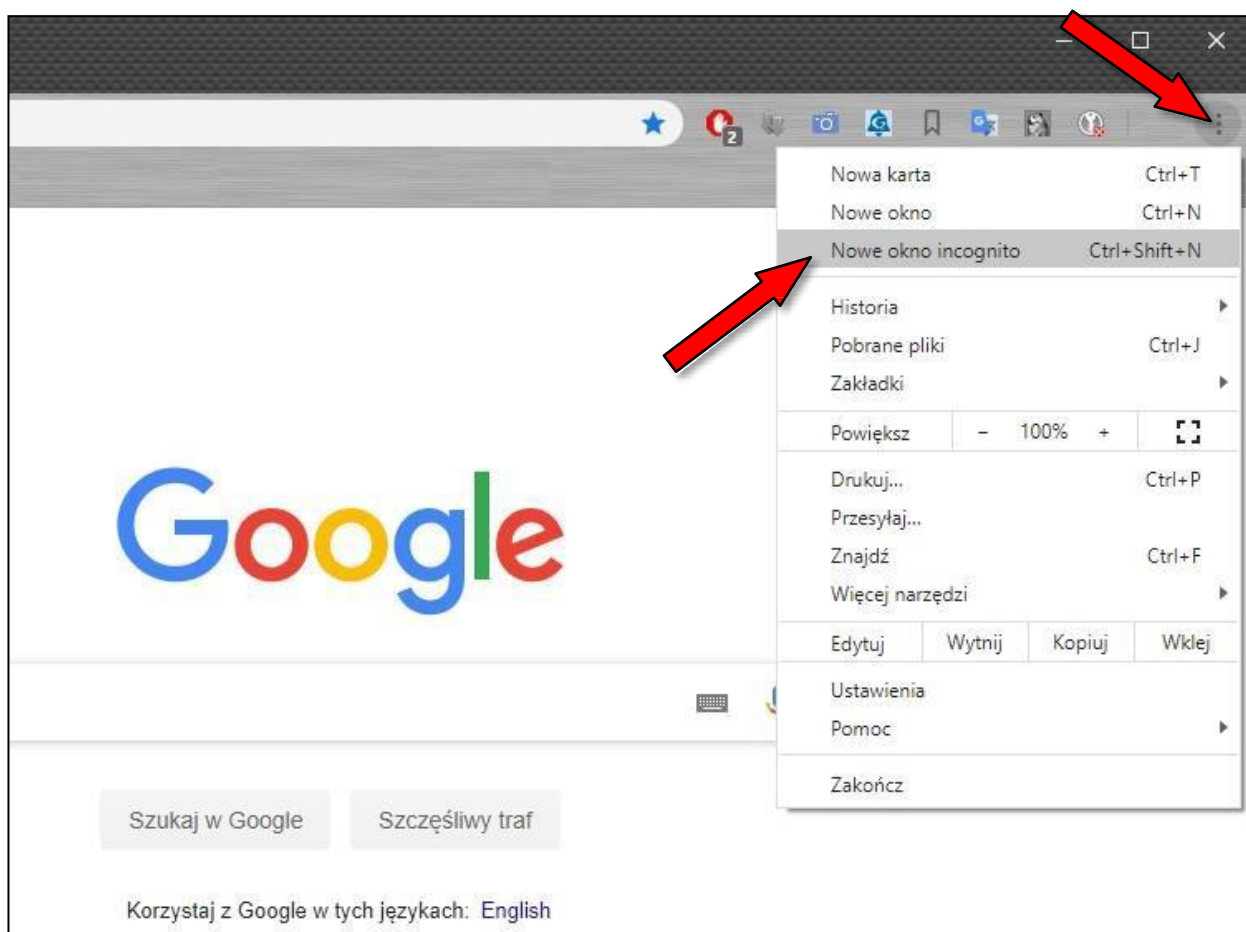 2
Nowa karta Ctrl+T
Nowe okno Ctrl+N
Nowe okno incognito Ctrl+Shift+N
Historia
Pobrane pliki Ctrl+J
Zakładki
Powiększ - 100% +
Drukuj... Ctrl+P
Przesyłaj...
Znajdź Ctrl+F
Więcej narzędzi
Edytuj Wytnij Kopiuj Wklej
Ustawienia
Pomoc
Zakończ
Google
Szukaj w Google Szczęśliwy traf
Korzystaj z Google w tych językach: English